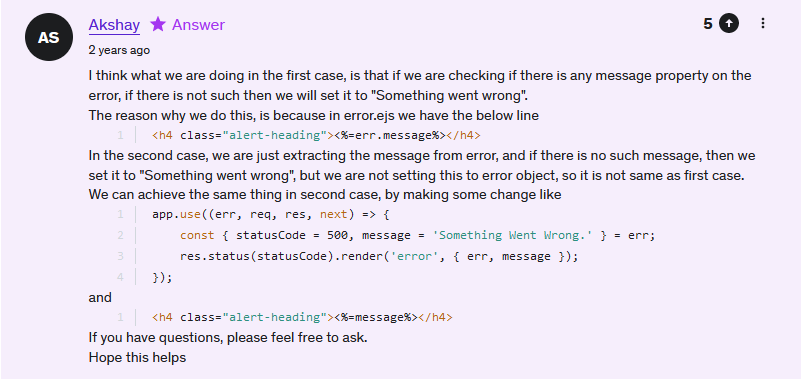 AS
Akshay ★ Answer
5
2 years ago
I think what we are doing in the first case, is that if we are checking if there is any message property on the
error, if there is not such then we will set it to "Something went wrong".
The reason why we do this, is because in error.ejs we have the below line
1 <h4 class="alert-heading"><%=err.message%></h4>
In the second case, we are just extracting the message from error, and if there is no such message, then we
set it to "Something went wrong", but we are not setting this to error object, so it is not same as first case.
We can achieve the same thing in second case, by making some change like
1 app.use((err, req, res, next) => {
2 const { statusCode = 500, message = 'Something Went Wrong.' } = err;
3 res.status(statusCode).render('error', { err, message });
4 });
and
1 <h4 class="alert-heading"><%=message%></h4>
If you have questions, please feel free to ask.
Hope this helps